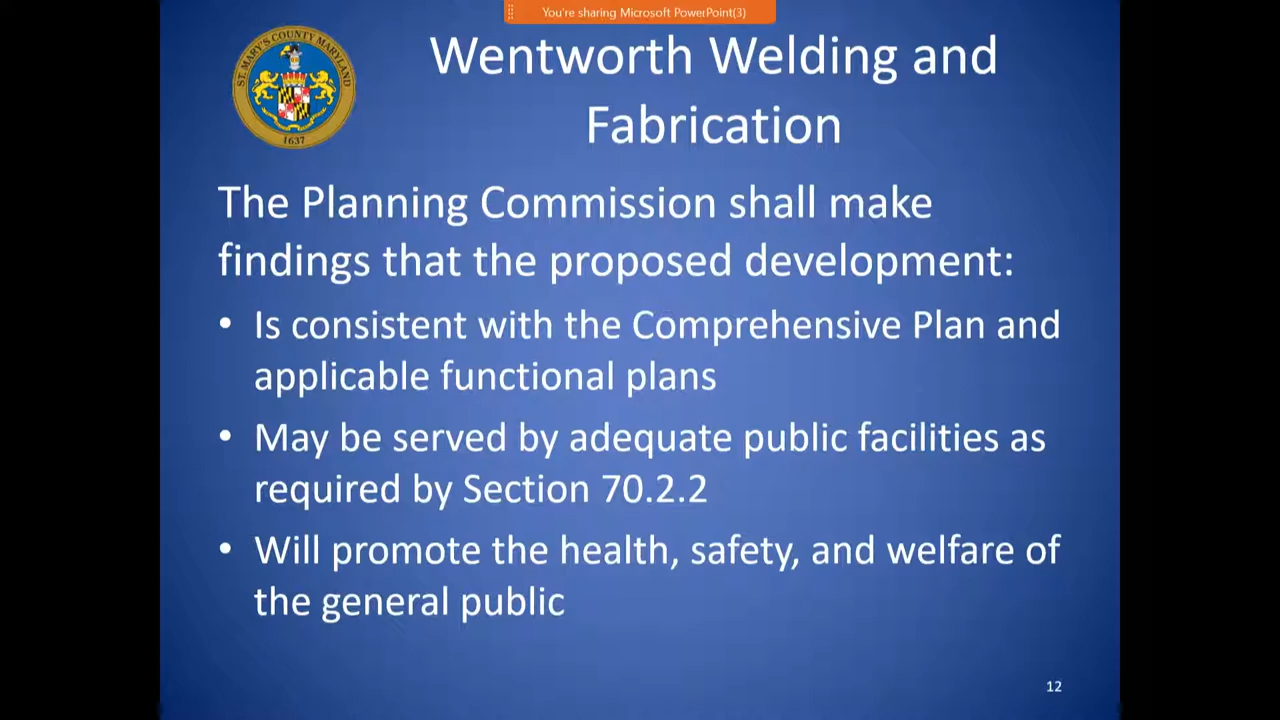 You're sharing Microsoft PowerPoint(3)
ST. MARY'S COUNTY MARYLAND
1637
Wentworth Welding and
Fabrication
The Planning Commission shall make
findings that the proposed development:
• Is consistent with the Comprehensive Plan and
applicable functional plans
• May be served by adequate public facilities as
required by Section 70.2.2
• Will promote the health, safety, and welfare of
the general public
12